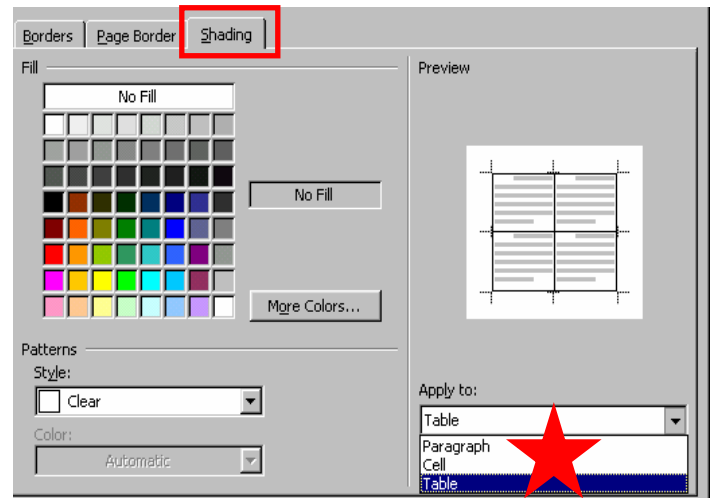 Borders Page Border Shading
Fill
Preview
No Fill
No Fill
More Colors...
Patterns
Style:
Clear
Apply to:
Table
Color:
Automatic
Paragraph
Cell
Table